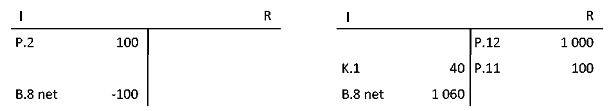 I R
P.2 100
B.8 net -100
I R
P.12 1 000
K.1 40 P.11 100
B.8 net 1 060